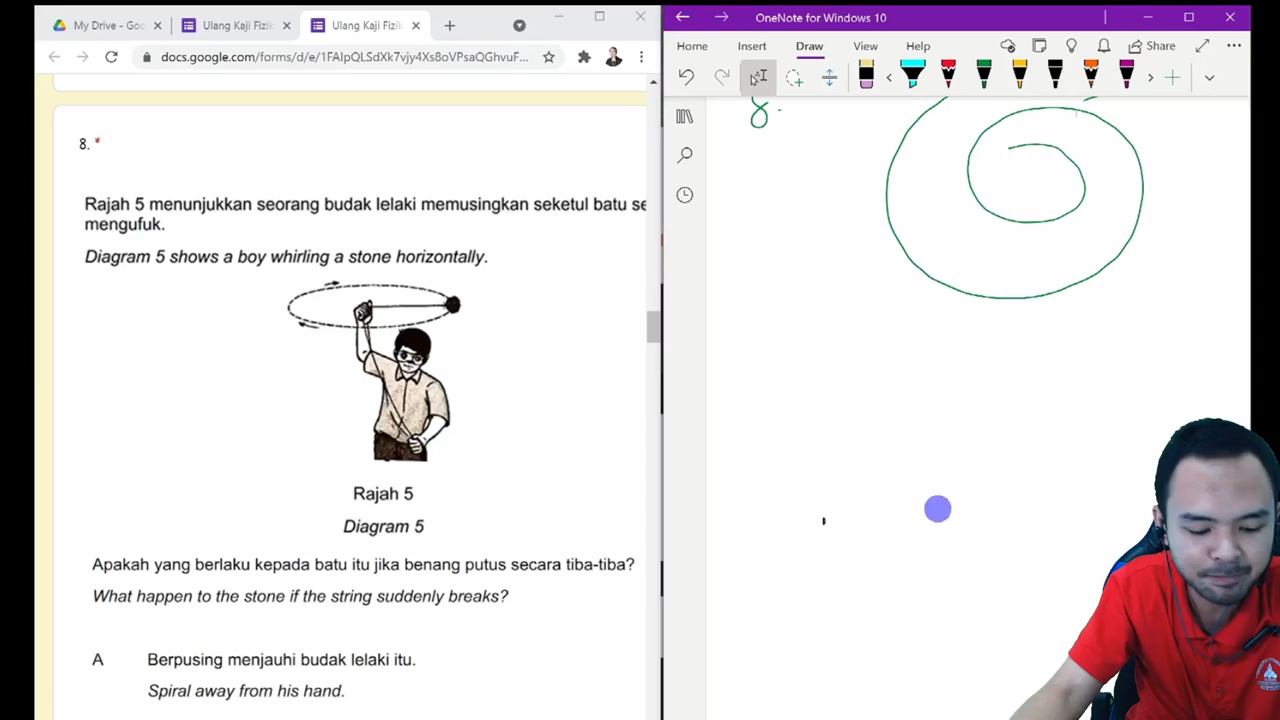 My Drive - Goo
Ulang Kaji Fizik
Ulang Kaji Fizik
OneNote for Windows 10
docs.google.com/forms/d/e/1FAIpQLSdXk7vjy4Xs8oVPsaQGhvuF...
Home
Insert
Draw
View
Help
Share
8. *
8.
Rajah 5 menunjukkan seorang budak lelaki memusingkan seketul batu se
mengufuk.
Diagram 5 shows a boy whirling a stone horizontally.
Rajah 5
Diagram 5
Apakah yang berlaku kepada batu itu jika benang putus secara tiba-tiba?
What happen to the stone if the string suddenly breaks?
A Berpusing menjauhi budak lelaki itu.
Spiral away from his hand.